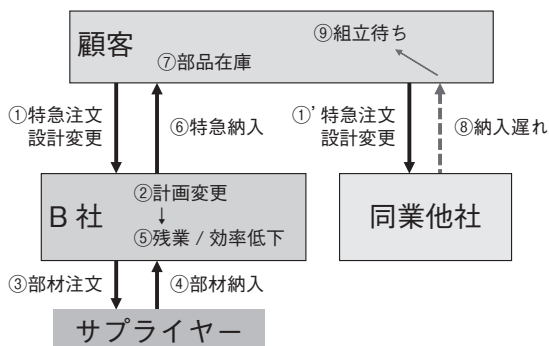 顧客
⑨組立待ち
⑦部品在庫
①特急注文
設計変更
⑥特急納入
①’特急注文
設計変更
⑧納入遅れ
B社
②計画変更
↓
⑤残業 / 効率低下
同業他社
③部材注文
④部材納入
サプライヤー